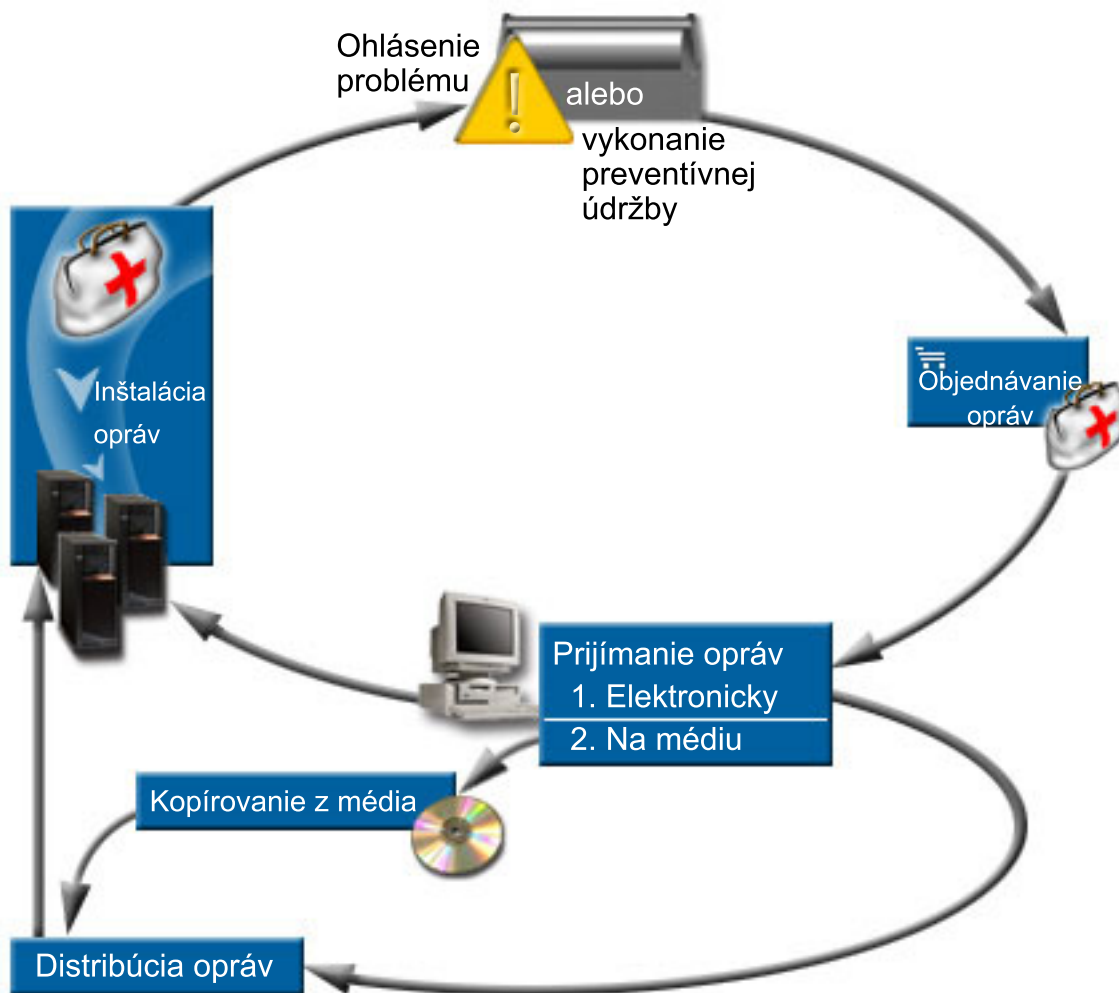 Ohlásenie
problému
alebo
vykonanie
preventívnej
údržby
Objednávanie
opráv
Inštalácia
opráv
Prijímanie opráv
1. Elektronicky
2. Na médiu
Kopírovanie z média
Distribúcia opráv